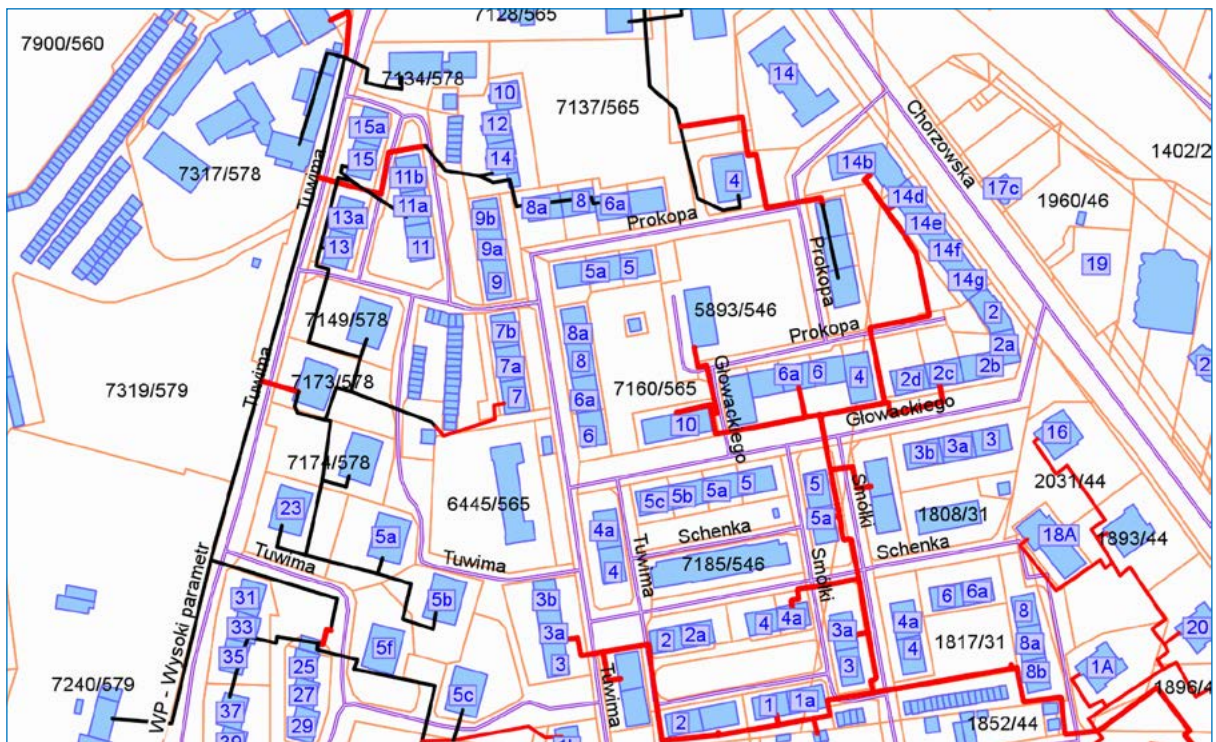 7128/565
7900/560
7134/578
10
14
Chorzowska
7137/565
12
15a
1402/2
15
14
14b
7317/578
11b
17c
Tuwima
4
14d
1960/46
11a
8a
8
6a
13a
9b
Prokopa
14e
13
11
9a
14f
19
Prokopa
9
5a
5
14g
7149/578
5893/546
2
8a
7b
Prokopa
2a
8
2b
7319/579
Tuwima
7173/578
7a
7160/565
Głowackiego
6a
6
4
2d
2c
7
6a
10
Głowackiego
6
16
3b
3a
3
7174/578
5
Smolki
2031/44
23
6445/565
5c
5b
5a
5
5a
1808/31
5a
4a
Schenka
18A
1893/44
Tuwima
Tuwima
4
Tuwima
7185/546
Smolki
Schenka
WP - Wysoki parametr
31
5b
3b
6
6a
8
33
4
4a
3a
4a
20
35
5f
3a
2
2a
1817/31
8a
25
3
3
4
8b
1A
7240/579
27
5c
Tuwima
1896/4
37
29
2
1
1a
1852/44
39